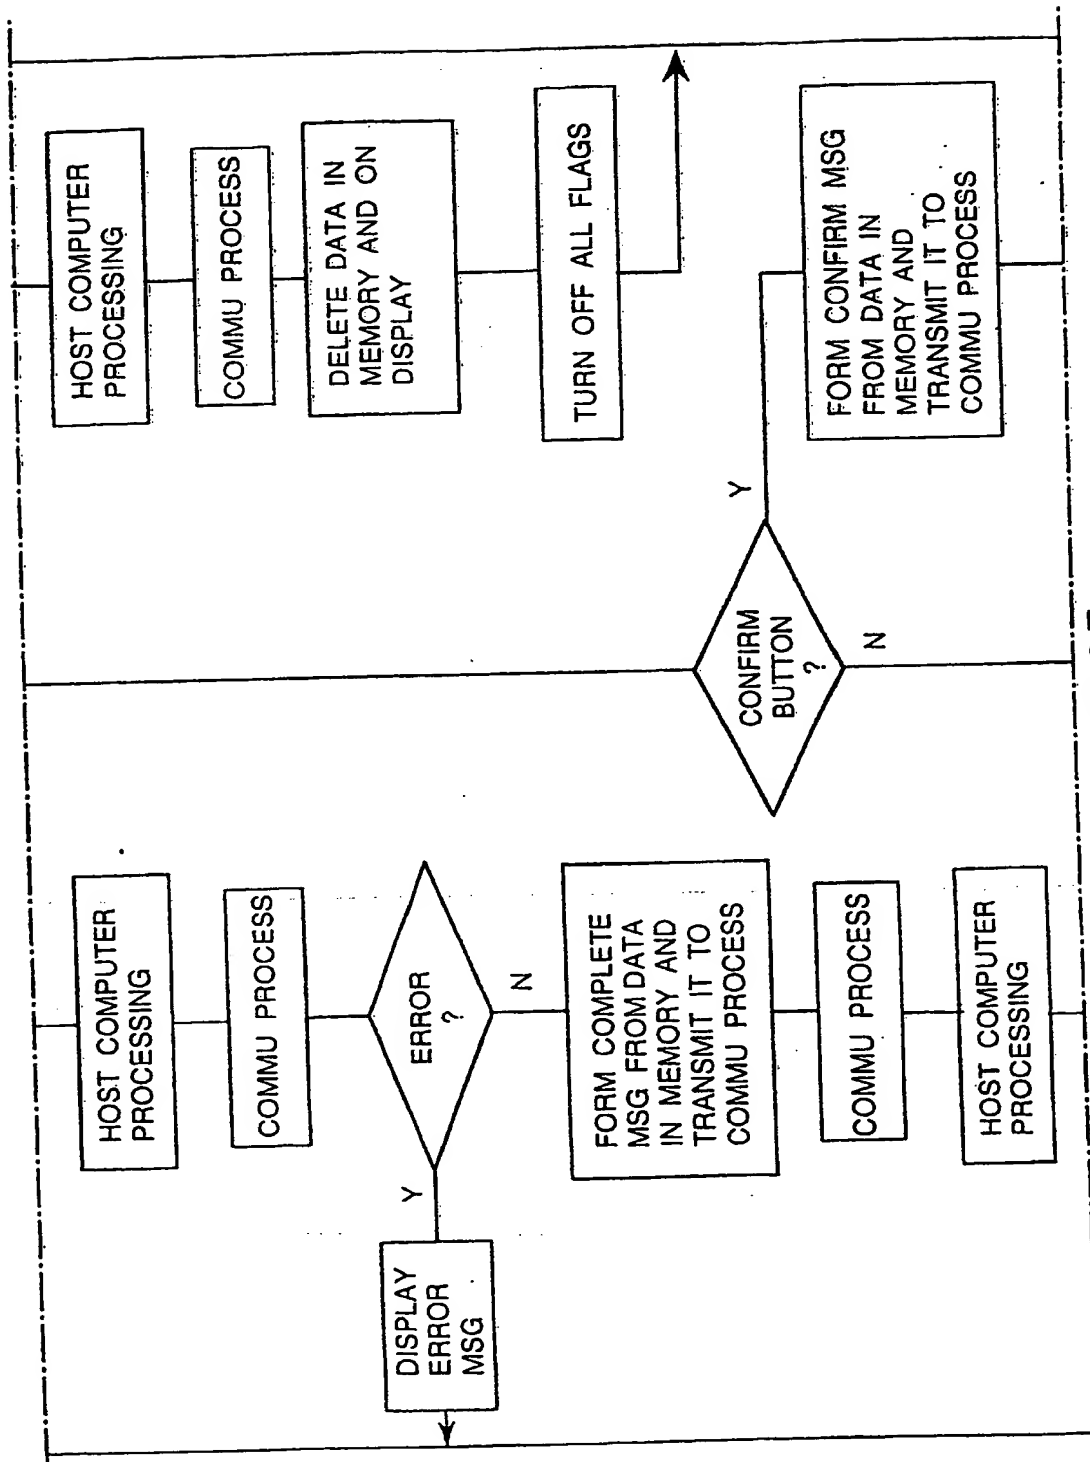 HOST COMPUTER
PROCESSING
COMMU PROCESS
ERROR
?
Y
DISPLAY
ERROR
MSG
N
FORM COMPLETE
MSG FROM DATA
IN MEMORY AND
TRANSMIT IT TO
COMMU PROCESS
COMMU PROCESS
HOST COMPUTER
PROCESSING
CONFIRM
BUTTON
?
Y
N
HOST COMPUTER
PROCESSING
COMMU PROCESS
DELETE DATA IN
MEMORY AND ON
DISPLAY
TURN OFF ALL FLAGS
FORM CONFIRM MSG
FROM DATA IN
MEMORY AND
TRANSMIT IT TO
COMMU PROCESS